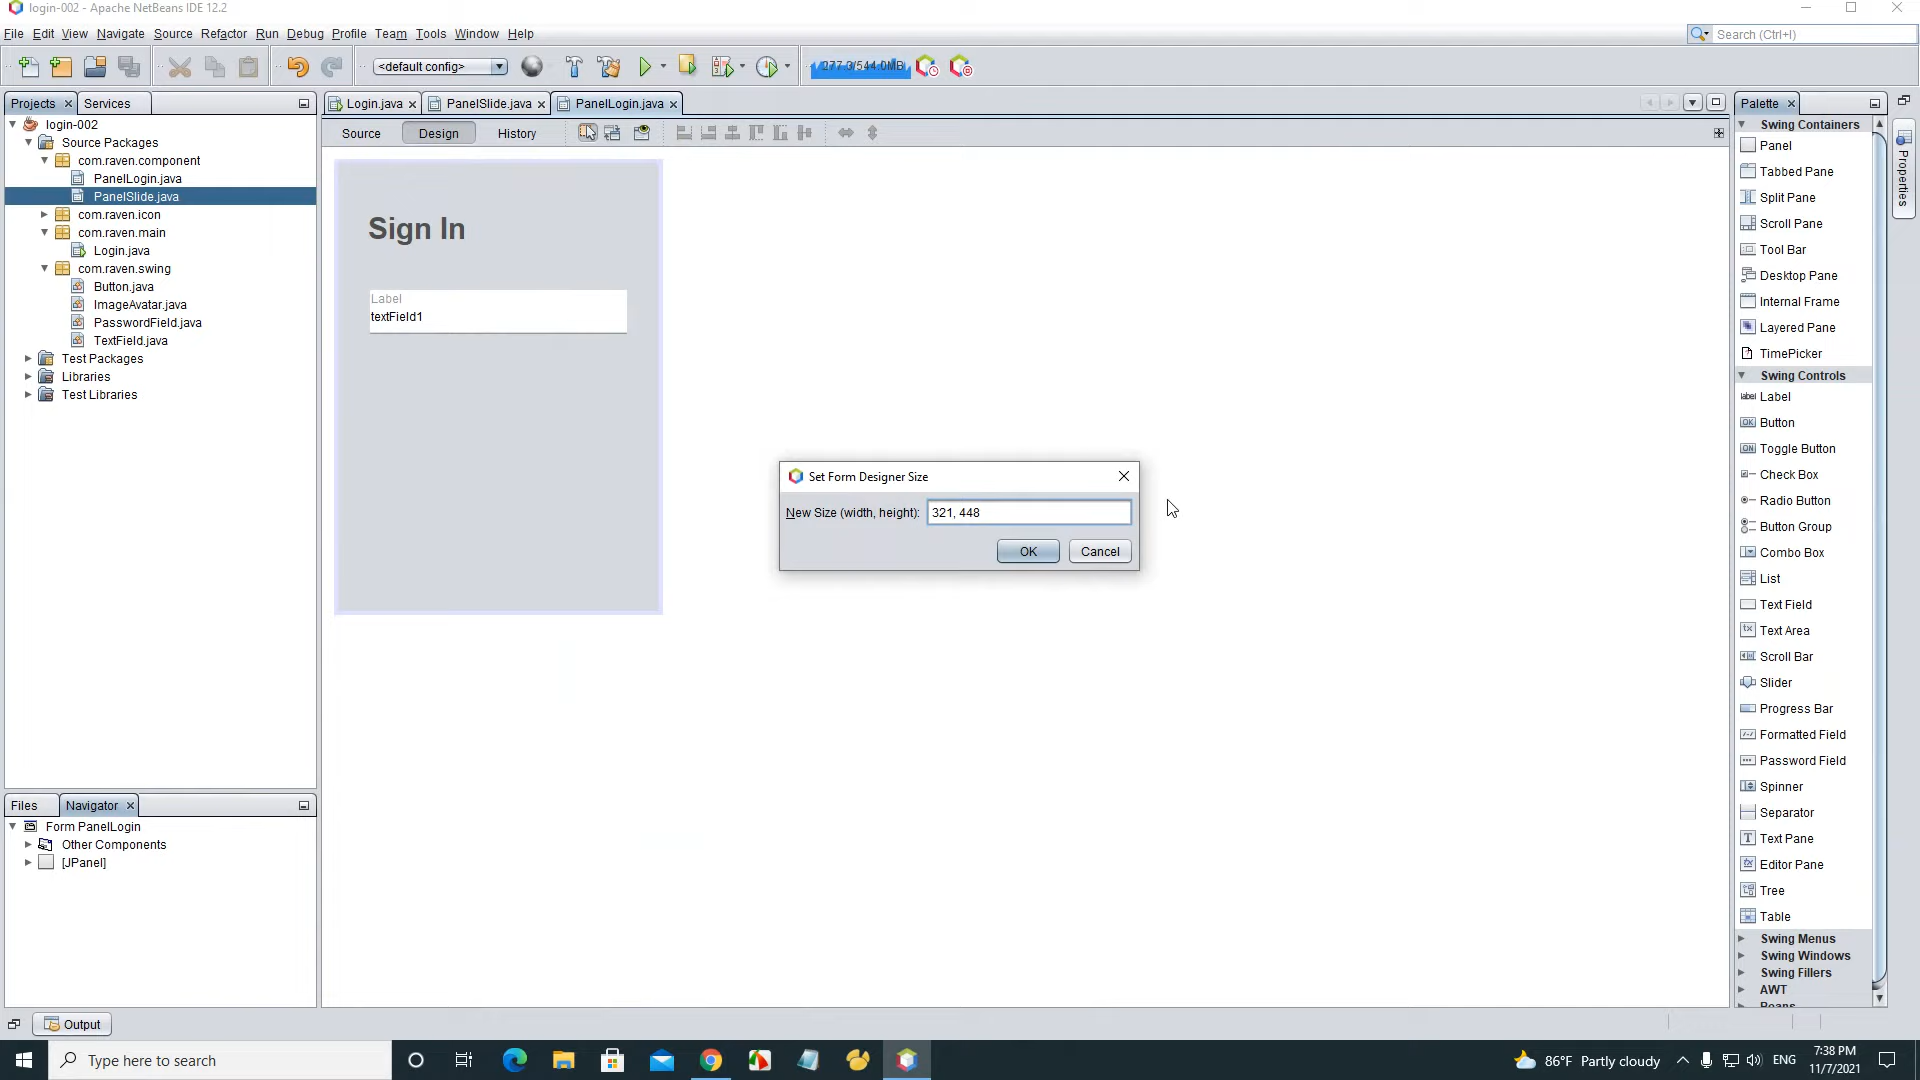 login-002 - Apache NetBeans IDE 12.2
File Edit View Navigate Source Refactor Run Debug Profile Team Tools Window Help
Search (Ctrl+I)
<default config>
277.3/544.0MB
Projects
Services
Login.java
PanelSlide.java
PanelLogin.java
Palette
Source
Design
History
Properties
login-002
Source Packages
com.raven.component
PanelLogin.java
PanelSlide.java
com.raven.icon
com.raven.main
Login.java
com.raven.swing
Button.java
ImageAvatar.java
PasswordField.java
TextField.java
Test Packages
Libraries
Test Libraries
Sign In
Label
textField1
Set Form Designer Size
New Size (width, height): 321, 448
OK
Cancel
Swing Containers
Panel
Tabbed Pane
Split Pane
Scroll Pane
Tool Bar
Desktop Pane
Internal Frame
Layered Pane
TimePicker
Swing Controls
label Label
OK Button
ON Toggle Button
Check Box
Radio Button
Button Group
Combo Box
List
Text Field
Text Area
Scroll Bar
Slider
Progress Bar
Formatted Field
Password Field
Spinner
Separator
Text Pane
Editor Pane
Tree
Table
Swing Menus
Swing Windows
Swing Fillers
AWT
Beans
Files
Navigator
Form PanelLogin
Other Components
[JPanel]
Output
Type here to search
86°F Partly cloudy
ENG
7:38 PM
11/7/2021